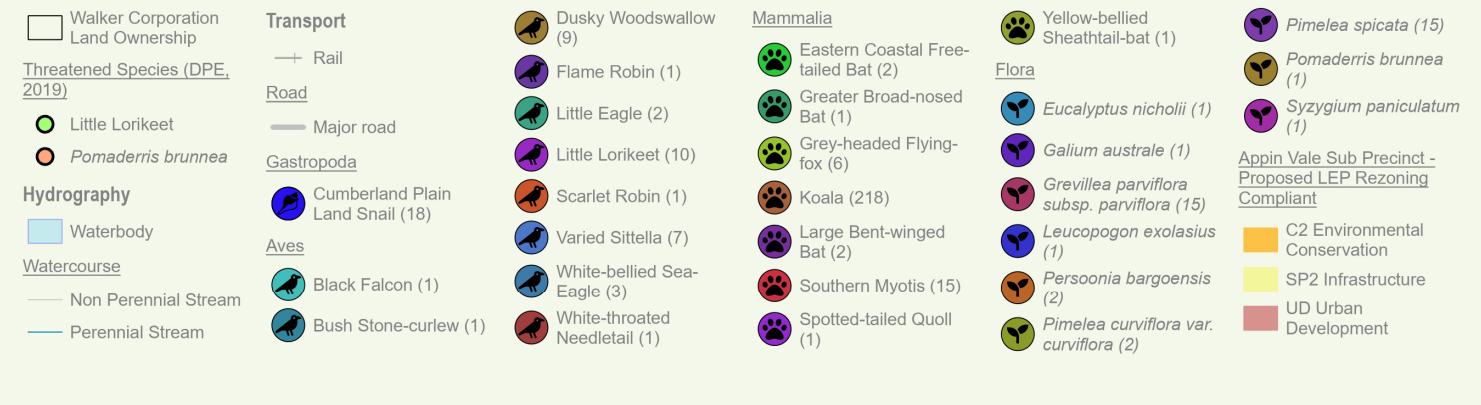 Walker Corporation
Land Ownership
Threatened Species (DPE,
2019)
Little Lorikeet
Pomaderris brunnea
Hydrography
Waterbody
Watercourse
Non Perennial Stream
Perennial Stream
Transport
Rail
Road
Major road
Gastropoda
Cumberland Plain
Land Snail (18)
Aves
Black Falcon (1)
Bush Stone-curlew (1)
Dusky Woodswallow
(9)
Flame Robin (1)
Little Eagle (2)
Little Lorikeet (10)
Scarlet Robin (1)
Varied Sittella (7)
White-bellied Sea-
Eagle (3)
White-throated
Needletail (1)
Mammalia
Eastern Coastal Free-
tailed Bat (2)
Greater Broad-nosed
Bat (1)
Grey-headed Flying-
fox (6)
Koala (218)
Large Bent-winged
Bat (2)
Southern Myotis (15)
Spotted-tailed Quoll
(1)
Yellow-bellied
Sheathtail-bat (1)
Flora
Eucalyptus nicholii (1)
Galium australe (1)
Grevillea parviflora
subsp. parviflora (15)
Leucopogon exolasius
(1)
Persoonia bargoensis
(2)
Pimelea curviflora var.
curviflora (2)
Pimelea spicata (15)
Pomaderris brunnea
(1)
Syzygium paniculatum
(1)
Appin Vale Sub Precinct -
Proposed LEP Rezoning
Compliant
C2 Environmental
Conservation
SP2 Infrastructure
UD Urban
Development